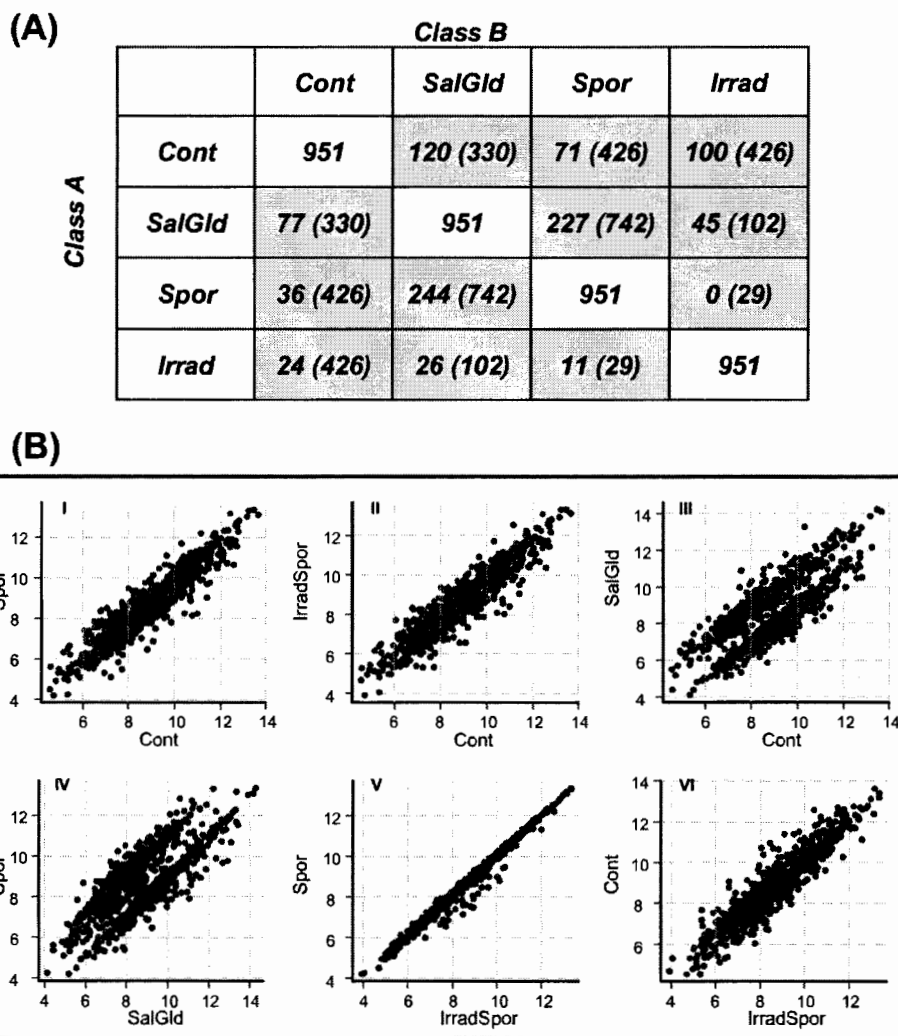 (A)
Class B
Cont SalGld Spor Irrad
Class A
Cont 951 120 (330) 71 (426) 100 (426)
SalGld 77 (330) 951 227 (742) 45 (102)
Spor 36 (426) 244 (742) 951 0 (29)
Irrad 24 (426) 26 (102) 11 (29) 951
(B)
I
Spor
12
10
8
6
4
6 8 10 12 14
Cont
II
IrradSpor
12
10
8
6
4
6 8 10 12 14
Cont
III
SalGld
14
12
10
8
6
4
6 8 10 12 14
Cont
IV
Spor
12
10
8
6
4
4 6 8 10 12 14
SalGld
V
Spor
12
10
8
6
4
4 6 8 10 12
IrradSpor
VI
Cont
14
12
10
8
6
4 6 8 10 12
IrradSpor